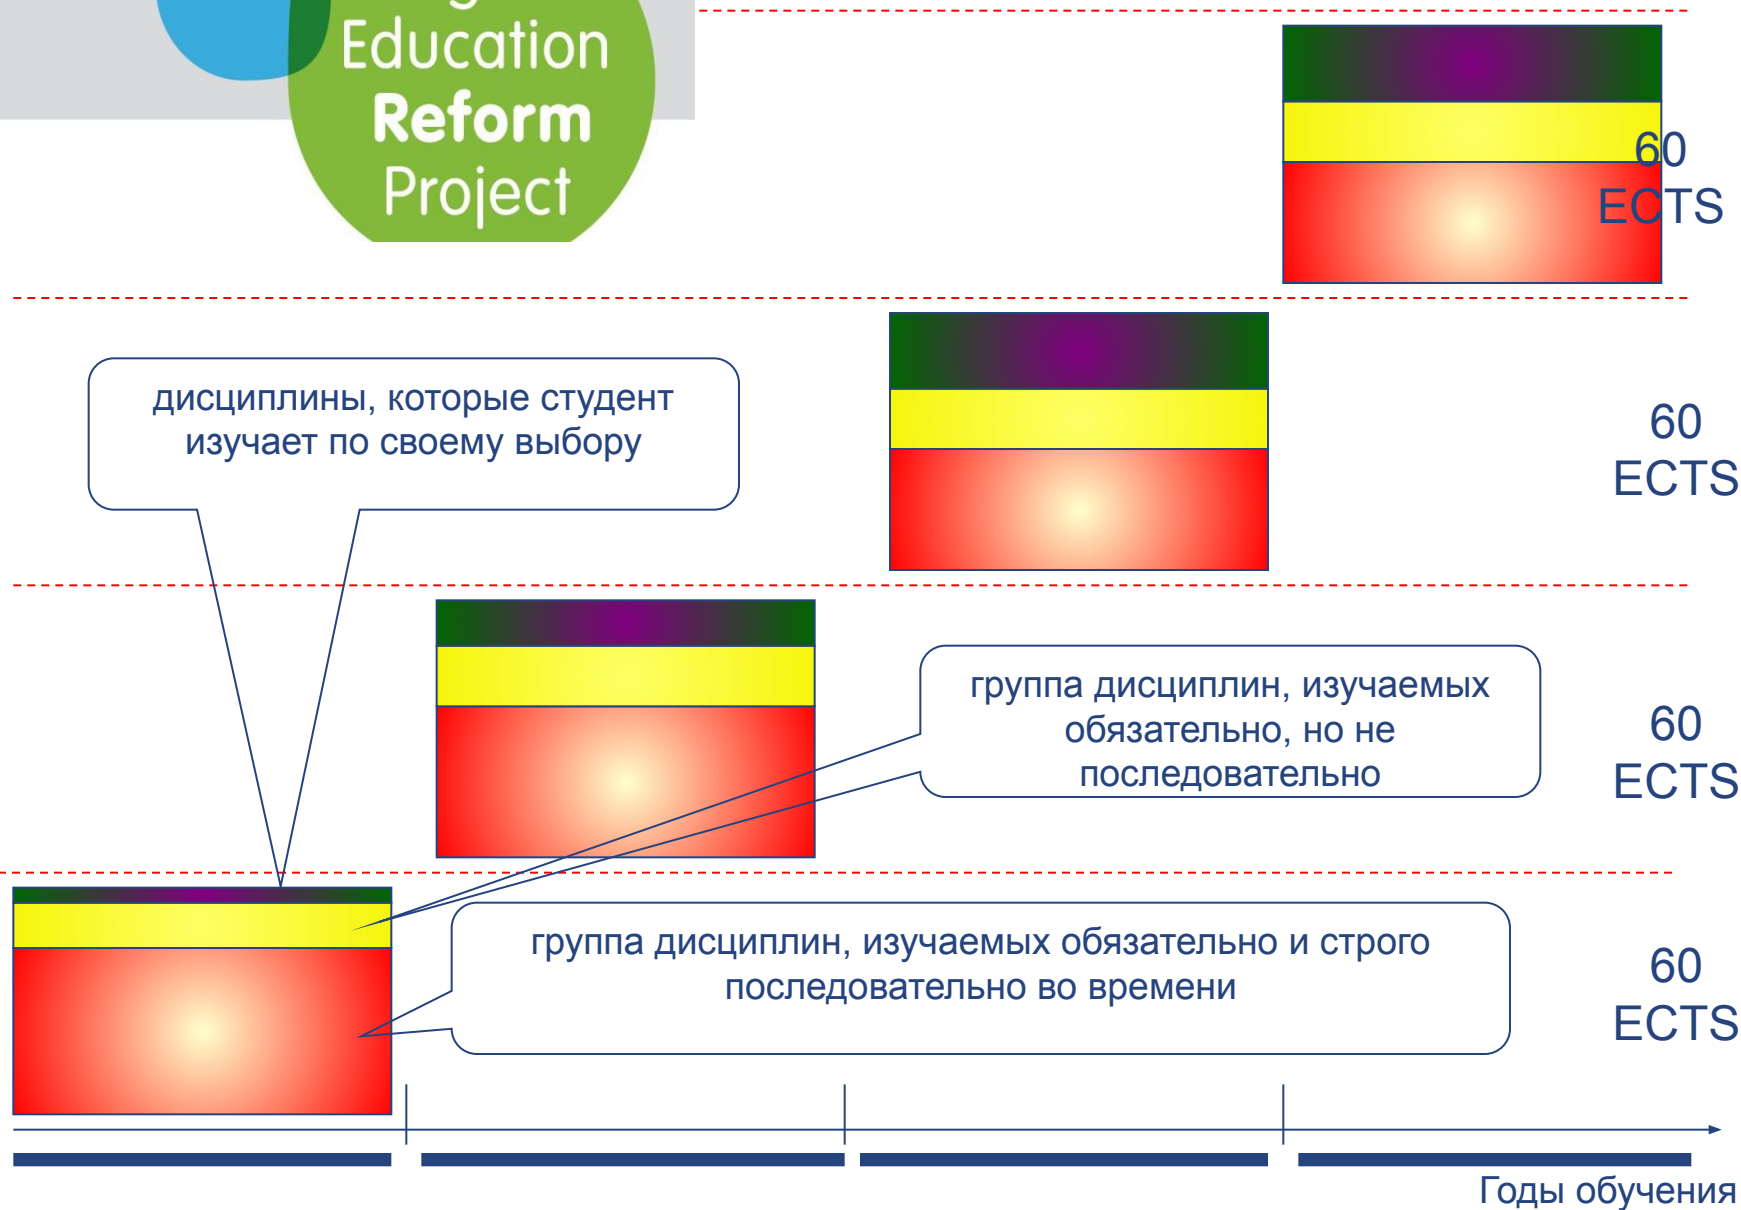 Education
Reform
Project
60
ECTS
дисциплины, которые студент
изучает по своему выбору
60
ECTS
группа дисциплин, изучаемых
обязательно, но не
последовательно
60
ECTS
группа дисциплин, изучаемых обязательно и строго
последовательно во времени
60
ECTS
Годы обучения